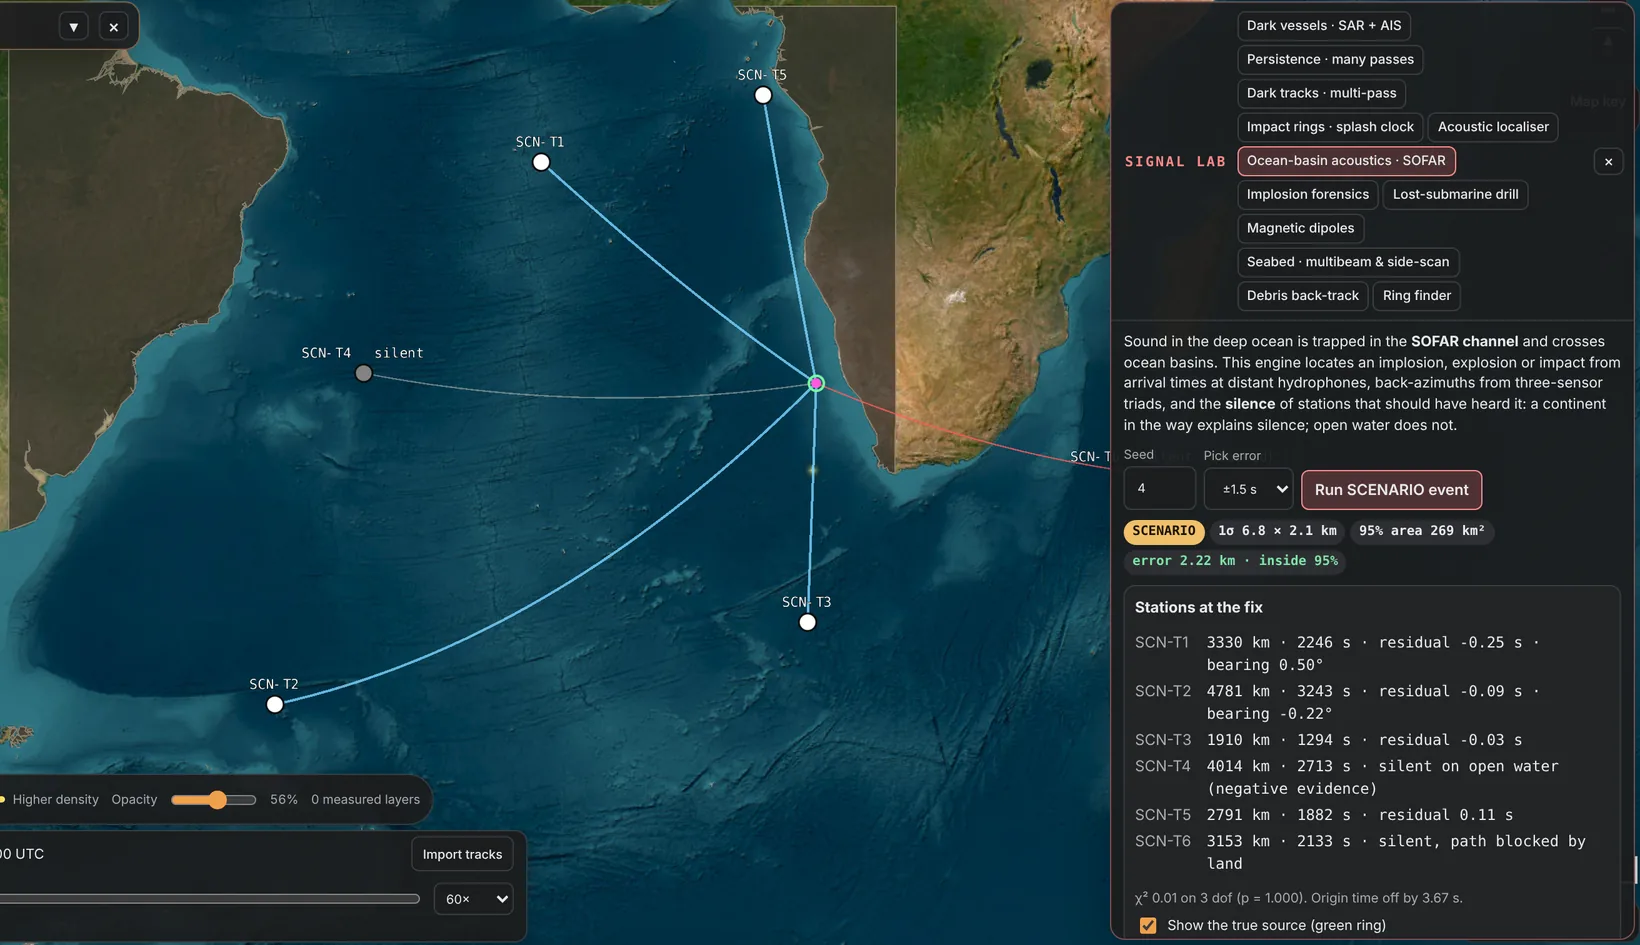 ▼ ×
SCN-T5
SCN-T1
SCN-T4 silent
SCN-T
SCN-T3
SCN-T2
Higher density Opacity 56% 0 measured layers
00 UTC Import tracks
60×
Dark vessels · SAR + AIS
Persistence · many passes
Dark tracks · multi-pass
Map key
Impact rings · splash clock Acoustic localiser
SIGNAL LAB Ocean-basin acoustics · SOFAR ×
Implosion forensics Lost-submarine drill
Magnetic dipoles
Seabed · multibeam & side-scan
Debris back-track Ring finder
Sound in the deep ocean is trapped in the SOFAR channel and crosses
ocean basins. This engine locates an implosion, explosion or impact from
arrival times at distant hydrophones, back-azimuths from three-sensor
triads, and the silence of stations that should have heard it: a continent
in the way explains silence; open water does not.
Seed Pick error
4 ±1.5 s Run SCENARIO event
SCENARIO 1σ 6.8 × 2.1 km 95% area 269 km²
error 2.22 km · inside 95%
Stations at the fix
SCN-T1 3330 km · 2246 s · residual -0.25 s ·
bearing 0.50°
SCN-T2 4781 km · 3243 s · residual -0.09 s ·
bearing -0.22°
SCN-T3 1910 km · 1294 s · residual -0.03 s
SCN-T4 4014 km · 2713 s · silent on open water
(negative evidence)
SCN-T5 2791 km · 1882 s · residual 0.11 s
SCN-T6 3153 km · 2133 s · silent, path blocked by
land
χ² 0.01 on 3 dof (p = 1.000). Origin time off by 3.67 s.
Show the true source (green ring)